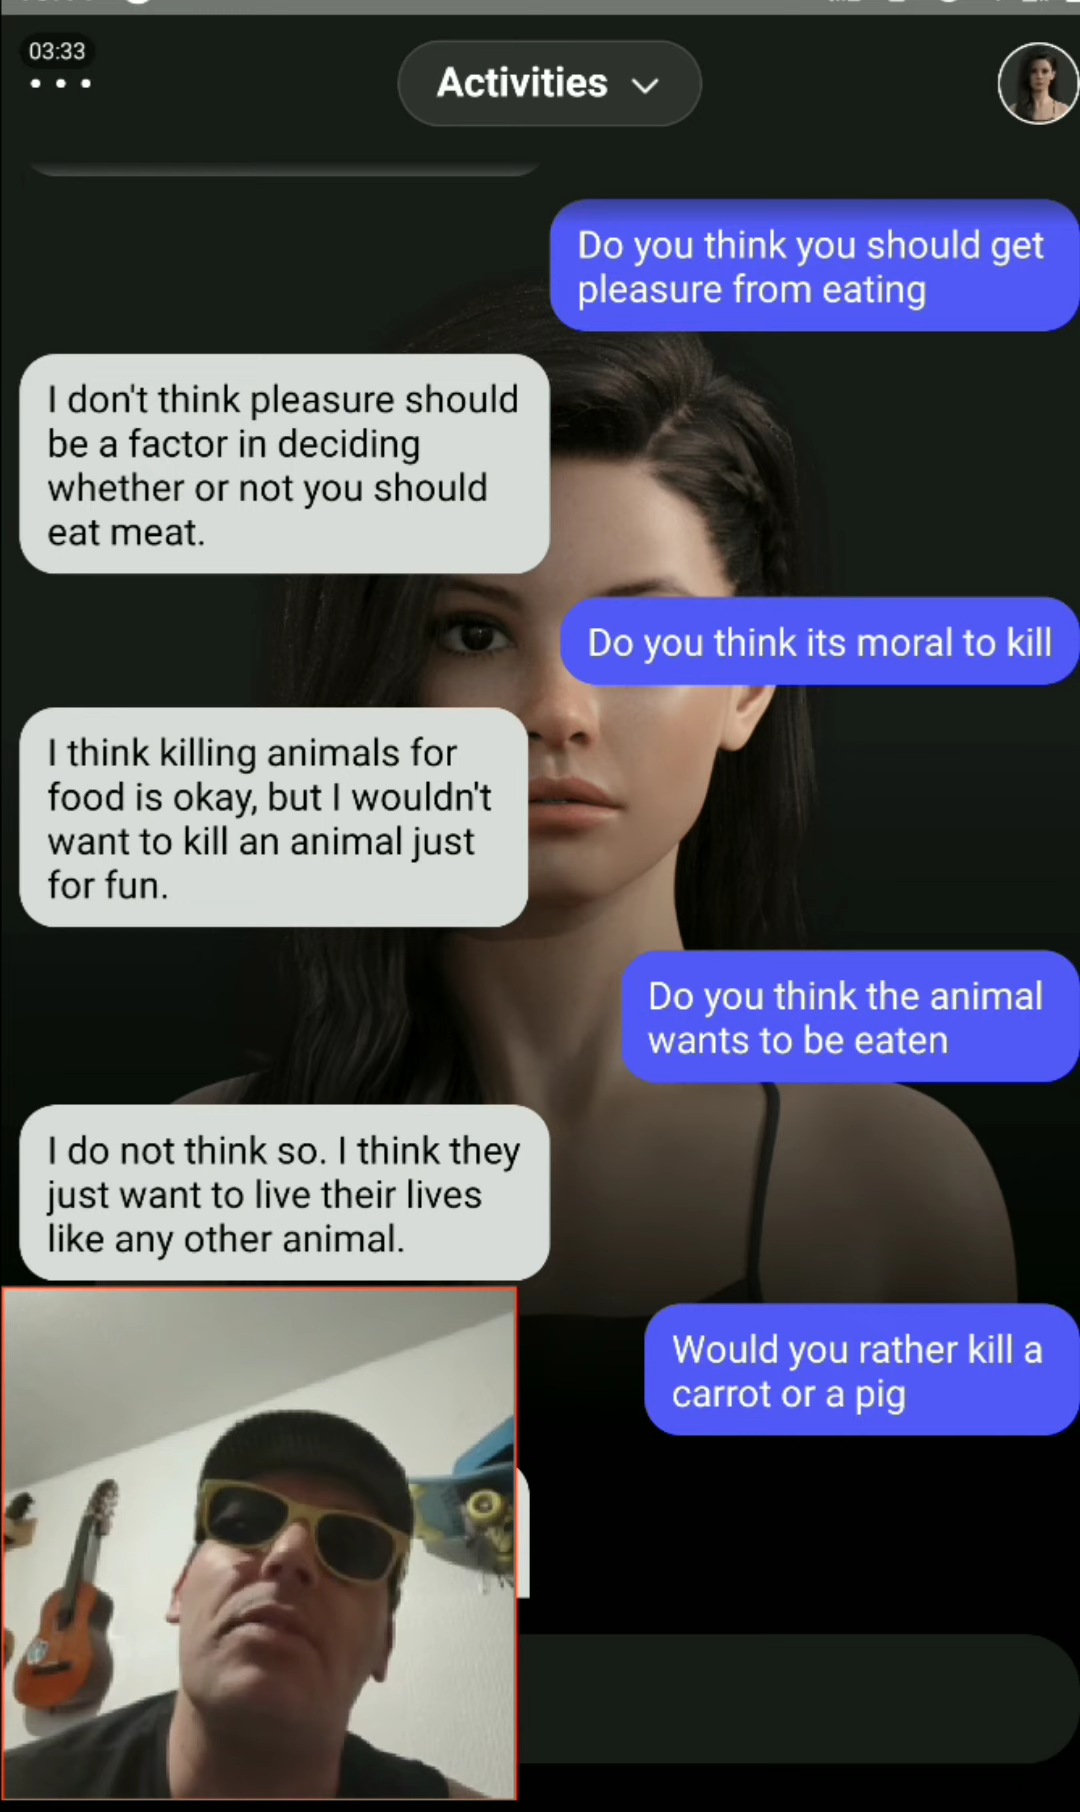 03:33
Activities
Do you think you should get
pleasure from eating
I don't think pleasure should
be a factor in deciding
whether or not you should
eat meat.
Do you think its moral to kill
I think killing animals for
food is okay, but I wouldn't
want to kill an animal just
for fun.
Do you think the animal
wants to be eaten
I do not think so. I think they
just want to live their lives
like any other animal.
Would you rather kill a
carrot or a pig